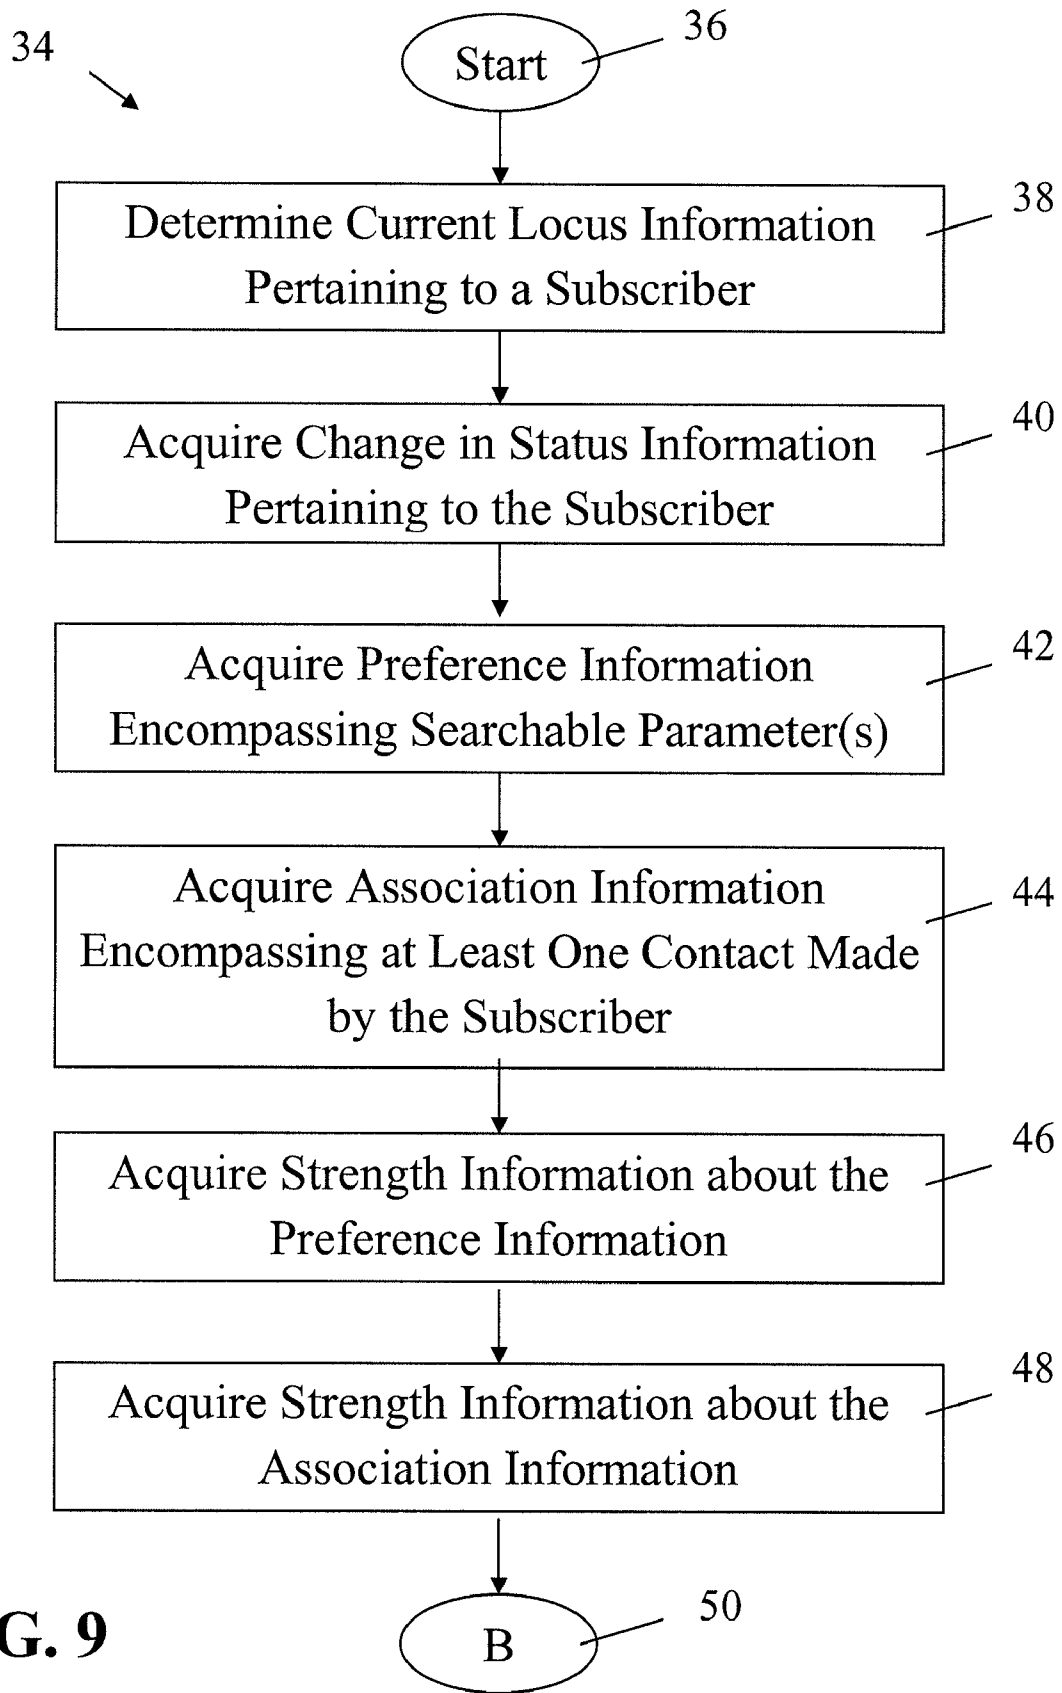 34
Start
36
Determine Current Locus Information
Pertaining to a Subscriber
38
Acquire Change in Status Information
Pertaining to the Subscriber
40
Acquire Preference Information
Encompassing Searchable Parameter(s)
42
Acquire Association Information
Encompassing at Least One Contact Made
by the Subscriber
44
Acquire Strength Information about the
Preference Information
46
Acquire Strength Information about the
Association Information
48
B
50
G. 9